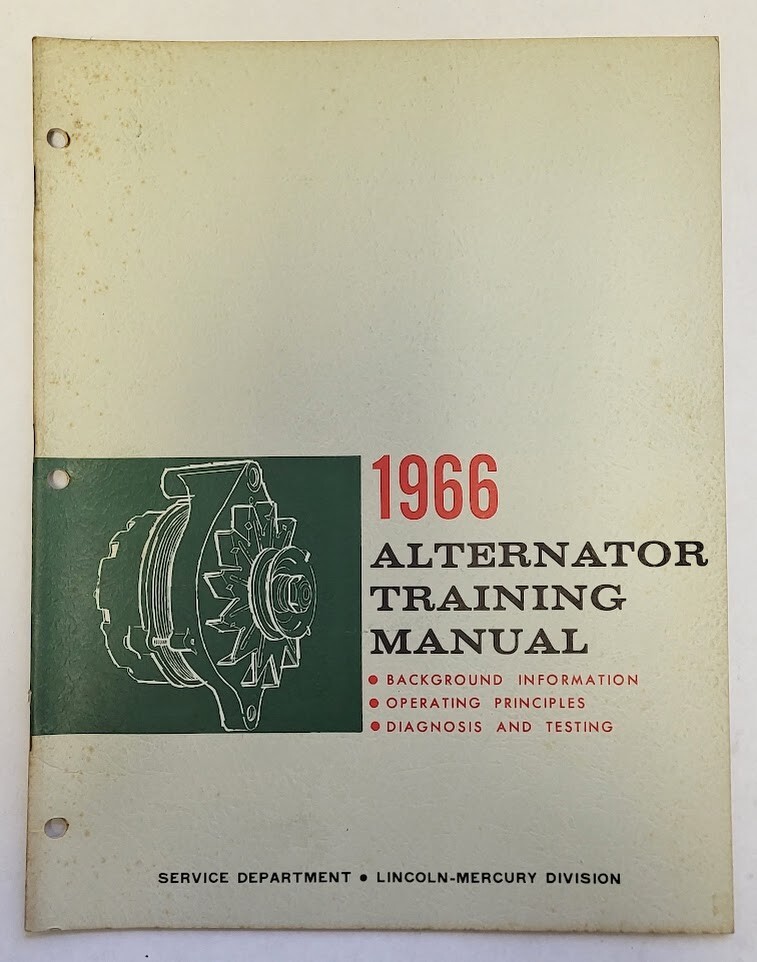 1966
ALTERNATOR
TRAINING
MANUAL
● BACKGROUND INFORMATION
● OPERATING PRINCIPLES
● DIAGNOSIS AND TESTING
SERVICE DEPARTMENT ● LINCOLN-MERCURY DIVISION